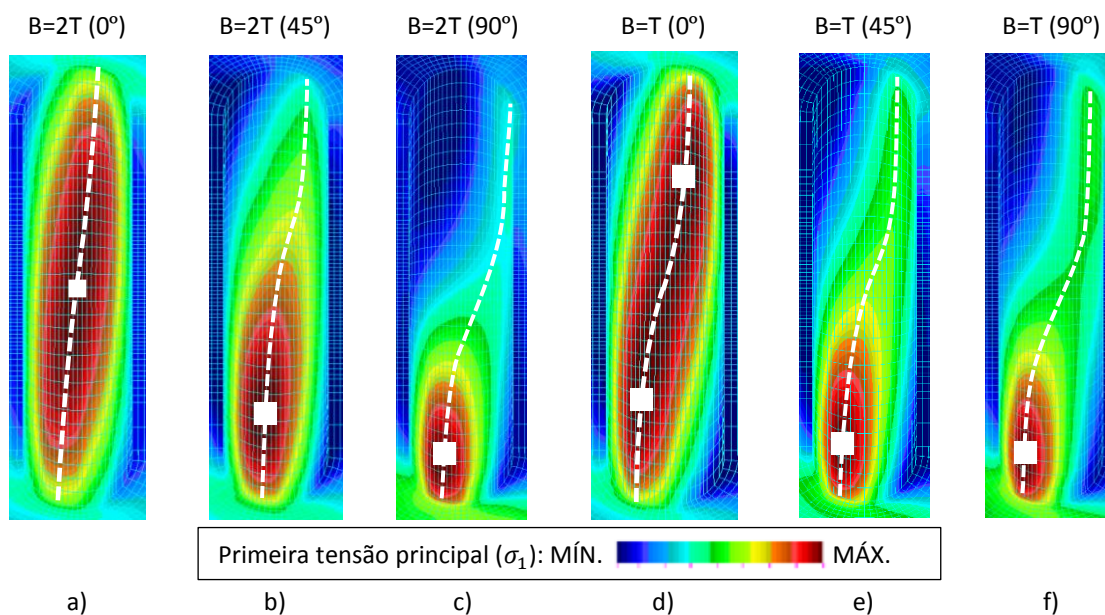 B=2T (0º) B=2T (45º) B=2T (90º) B=T (0º) B=T (45º) B=T (90º)
Primeira tensão principal (σ₁): MÍN. MÁX.
a) b) c) d) e) f)